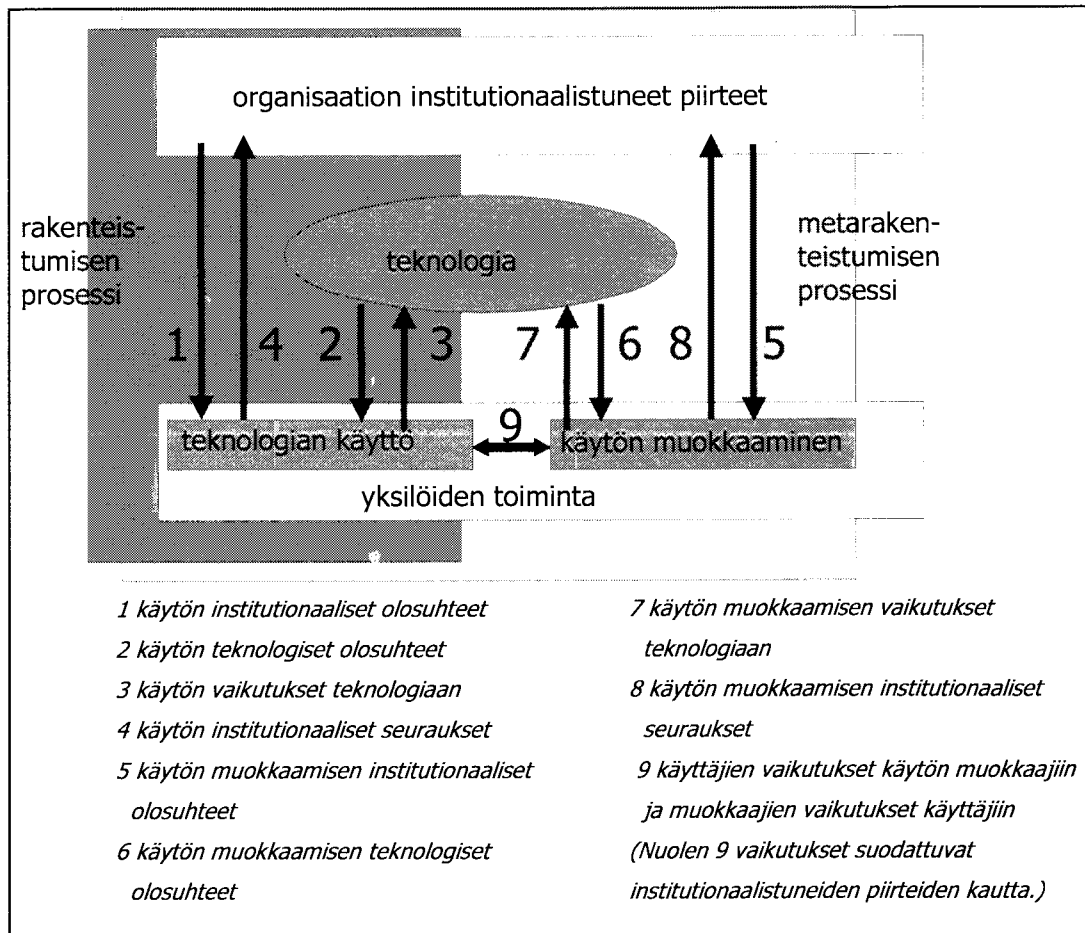 organisaation institutionaalistuneet piirteet
rakenteis-
tumisen
prosessi
teknologia
metaraken-
teistumisen
prosessi
1 4 2 3 7 6 8 5
teknologian käyttö
9
käytön muokkaaminen
yksilöiden toiminta
1 käytön institutionaaliset olosuhteet
2 käytön teknologiset olosuhteet
3 käytön vaikutukset teknologiaan
4 käytön institutionaaliset seuraukset
5 käytön muokkaamisen institutionaaliset
olosuhteet
6 käytön muokkaamisen teknologiset
olosuhteet
7 käytön muokkaamisen vaikutukset
teknologiaan
8 käytön muokkaamisen institutionaaliset
seuraukset
9 käyttäjien vaikutukset käytön muokkaajiin
ja muokkaajien vaikutukset käyttäjiin
(Nuolen 9 vaikutukset suodattuvat
institutionaalistuneiden piirteiden kautta.)